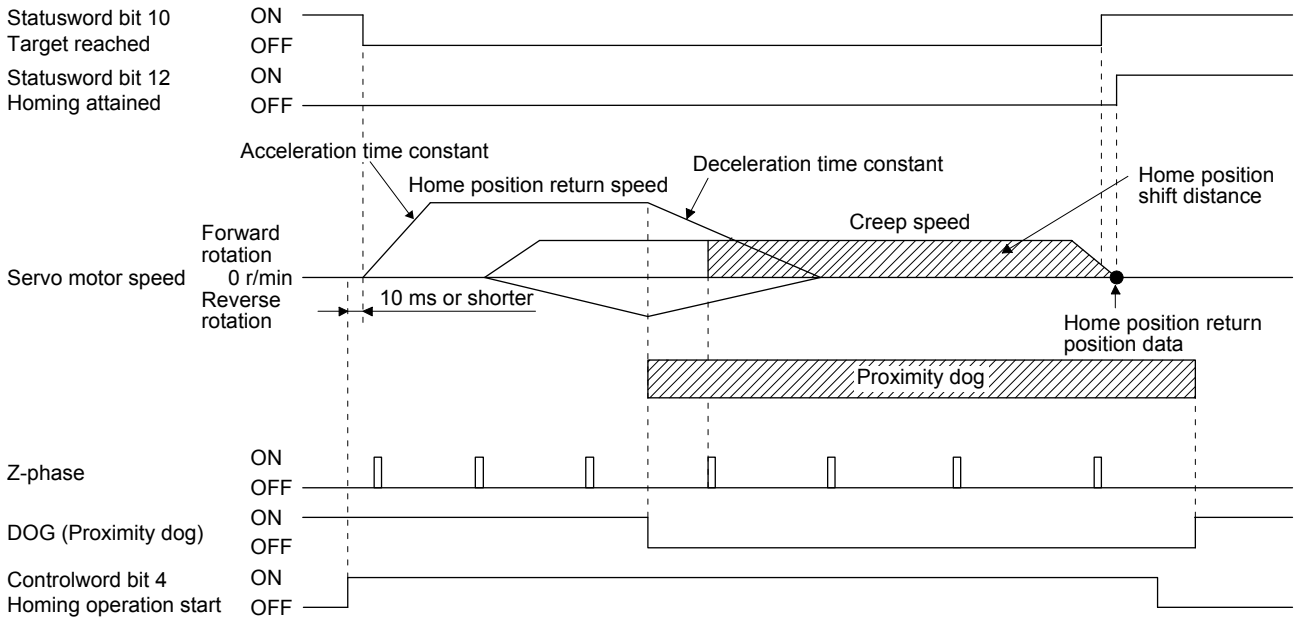 Statusword bit 10 ON
Target reached OFF
Statusword bit 12 ON
Homing attained OFF
Acceleration time constant
Home position return speed
Deceleration time constant
Home position
shift distance
Creep speed
Forward
rotation
Servo motor speed 0 r/min
Reverse
rotation
10 ms or shorter
Home position return
position data
Proximity dog
Z-phase ON
OFF
DOG (Proximity dog) ON
OFF
Controlword bit 4 ON
Homing operation start OFF